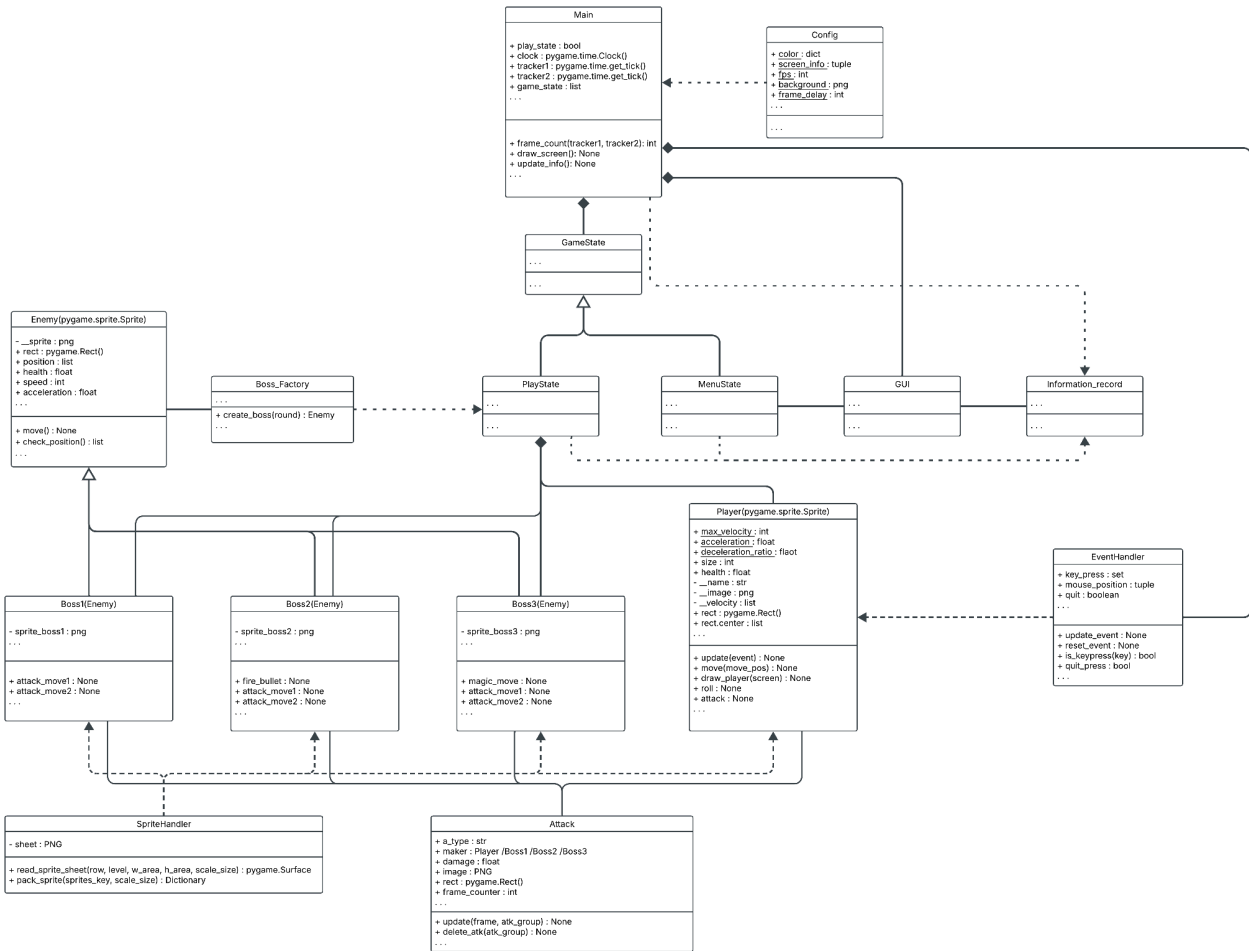 Main
+ play_state : bool
+ clock : pygame.time.Clock()
+ tracker1 : pygame.time.get_tick()
+ tracker2 : pygame.time.get_tick()
+ game_state : list
. . .
+ frame_count(tracker1, tracker2): int
+ draw_screen(): None
+ update_info(): None
. . .
Config
+ color : dict
+ screen_info : tuple
+ fps : int
+ background : png
+ frame_delay : int
. . .
. . .
GameState
. . .
. . .
Enemy(pygame.sprite.Sprite)
- __sprite : png
+ rect : pygame.Rect()
+ position : list
+ health : float
+ speed : int
+ acceleration : float
. . .
+ move() : None
+ check_position() : list
. . .
Boss_Factory
. . .
+ create_boss(round) : Enemy
. . .
PlayState
. . .
. . .
MenuState
. . .
. . .
GUI
. . .
. . .
Information_record
. . .
. . .
Player(pygame.sprite.Sprite)
+ max_velocity : int
+ acceleration : float
+ deceleration_ratio : flaot
+ size : int
+ health : float
- __name : str
- __image : png
- __velocity : list
+ rect : pygame.Rect()
+ rect.center : list
. . .
+ update(event) : None
+ move(move_pos) : None
+ draw_player(screen) : None
+ roll : None
+ attack : None
. . .
EventHandler
+ key_press : set
+ mouse_position : tuple
+ quit : boolean
. . .
+ update_event : None
+ reset_event : None
+ is_keypress(key) : bool
+ quit_press : bool
. . .
Boss1(Enemy)
- sprite_boss1 : png
. . .
+ attack_move1 : None
+ attack_move2 : None
. . .
Boss2(Enemy)
- sprite_boss2 : png
. . .
+ fire_bullet : None
+ attack_move1 : None
+ attack_move2 : None
. . .
Boss3(Enemy)
- sprite_boss3 : png
. . .
+ magic_move : None
+ attack_move1 : None
+ attack_move2 : None
. . .
SpriteHandler
- sheet : PNG
+ read_sprite_sheet(row, level, w_area, h_area, scale_size) : pygame.Surface
+ pack_sprite(sprites_key, scale_size) : Dictionary
Attack
+ a_type : str
+ maker : Player /Boss1 /Boss2 /Boss3
+ damage : float
+ image : PNG
+ rect : pygame.Rect()
+ frame_counter : int
. . .
+ update(frame, atk_group) : None
+ delete_atk(atk_group) : None
. . .